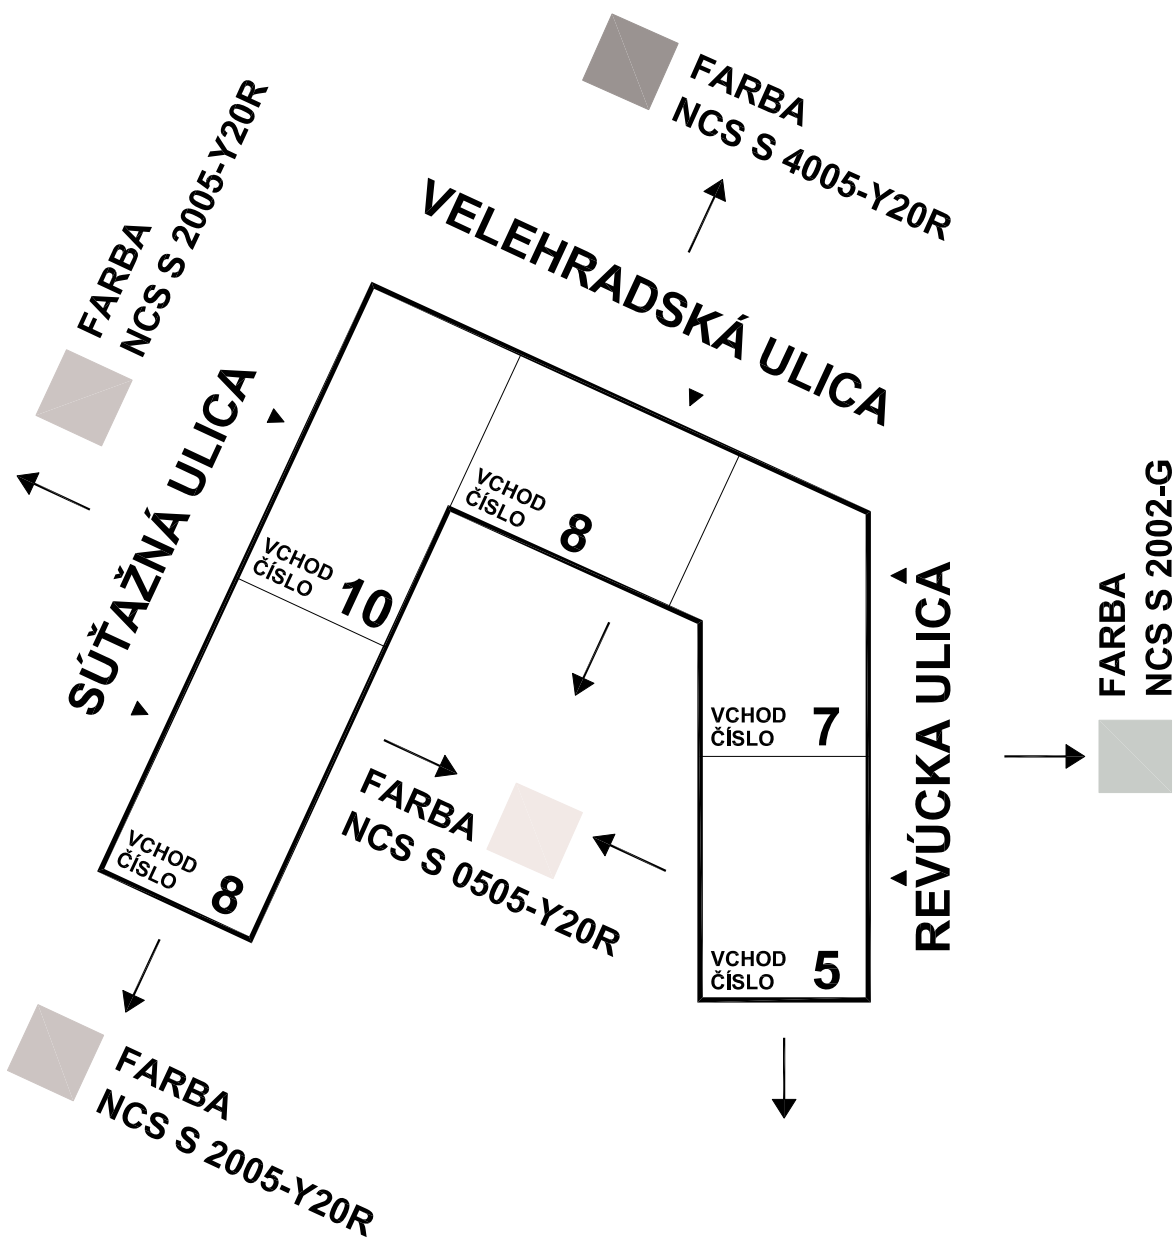 FARBA
NCS S 4005-Y20R
FARBA
NCS S 2005-Y20R
VELEHRADSKÁ ULICA
SÚŤAŽNÁ ULICA
VCHOD
ČÍSLO
8
VCHOD
ČÍSLO
10
FARBA
NCS S 2002-G
REVÚCKA ULICA
VCHOD
ČÍSLO
7
FARBA
NCS S 0505-Y20R
VCHOD
ČÍSLO
8
VCHOD
ČÍSLO
5
FARBA
NCS S 2005-Y20R